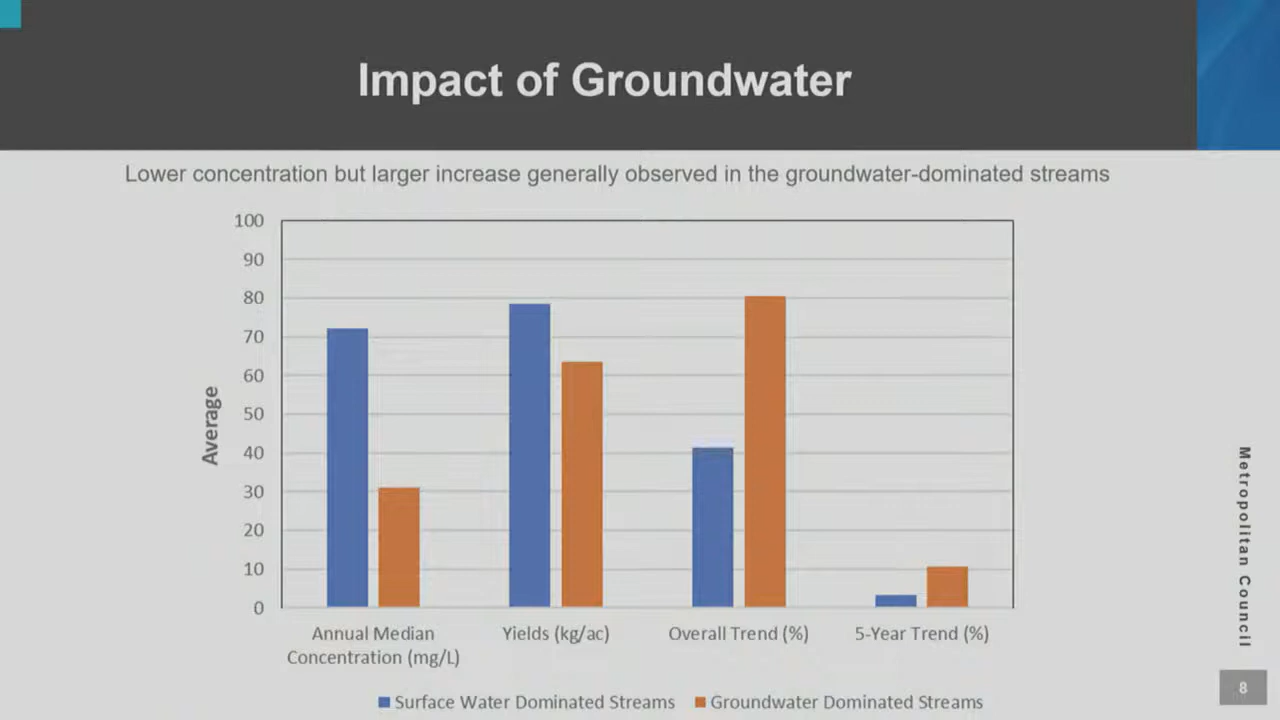 Impact of Groundwater
Lower concentration but larger increase generally observed in the groundwater-dominated streams
100
90
80
70
60
50
40
30
20
10
0
Average
Annual Median
Concentration (mg/L)
Yields (kg/ac)
Overall Trend (%)
5-Year Trend (%)
Surface Water Dominated Streams
Groundwater Dominated Streams
Metropolitan Council
8